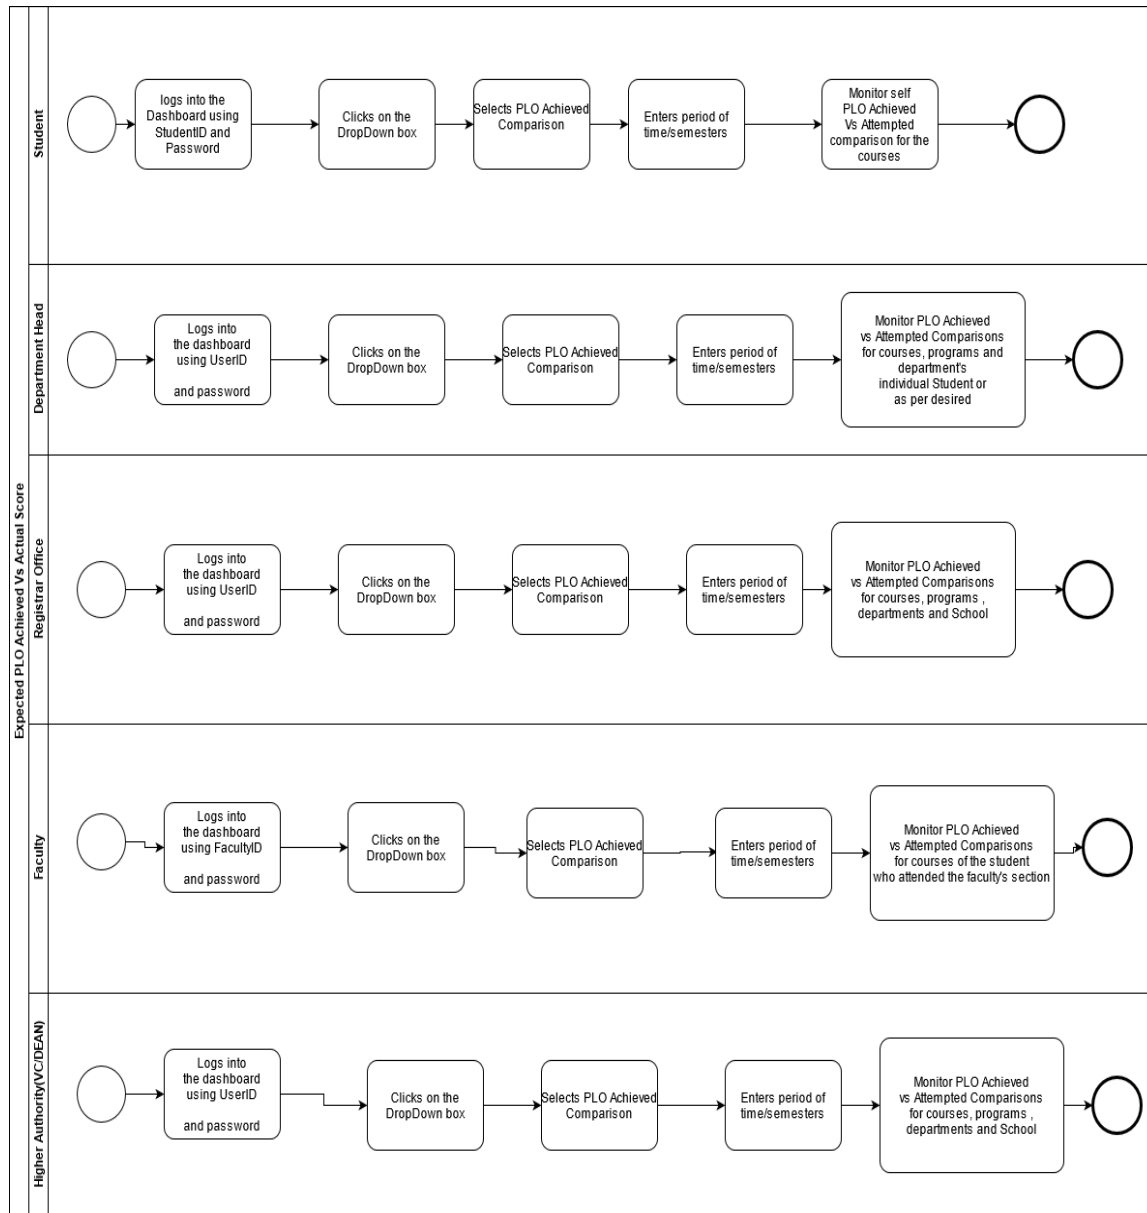 Expected PLO Achieved Vs Actual Score
Student
logs into the
Dashboard using
StudentID and
Password
Clicks on the
DropDown box
Selects PLO Achieved
Comparison
Enters period of
time/semesters
Monitor self
PLO Achieved
Vs Attempted
comparison for the
courses
Department Head
Logs into
the dashboard
using UserID
and password
Clicks on the
DropDown box
Selects PLO Achieved
Comparison
Enters period of
time/semesters
Monitor PLO Achieved
vs Attempted Comparisons
for courses, programs and
department's
individual Student or
as per desired
Registrar Office
Logs into
the dashboard
using UserID
and password
Clicks on the
DropDown box
Selects PLO Achieved
Comparison
Enters period of
time/semesters
Monitor PLO Achieved
vs Attempted Comparisons
for courses, programs ,
departments and School
Faculty
Logs into
the dashboard
using FacultyID
and password
Clicks on the
DropDown box
Selects PLO Achieved
Comparison
Enters period of
time/semesters
Monitor PLO Achieved
vs Attempted Comparisons
for courses of the student
who attended the faculty's section
Higher Authority(VC/DEAN)
Logs into
the dashboard
using UserID
and password
Clicks on the
DropDown box
Selects PLO Achieved
Comparison
Enters period of
time/semesters
Monitor PLO Achieved
vs Attempted Comparisons
for courses, programs ,
departments and School